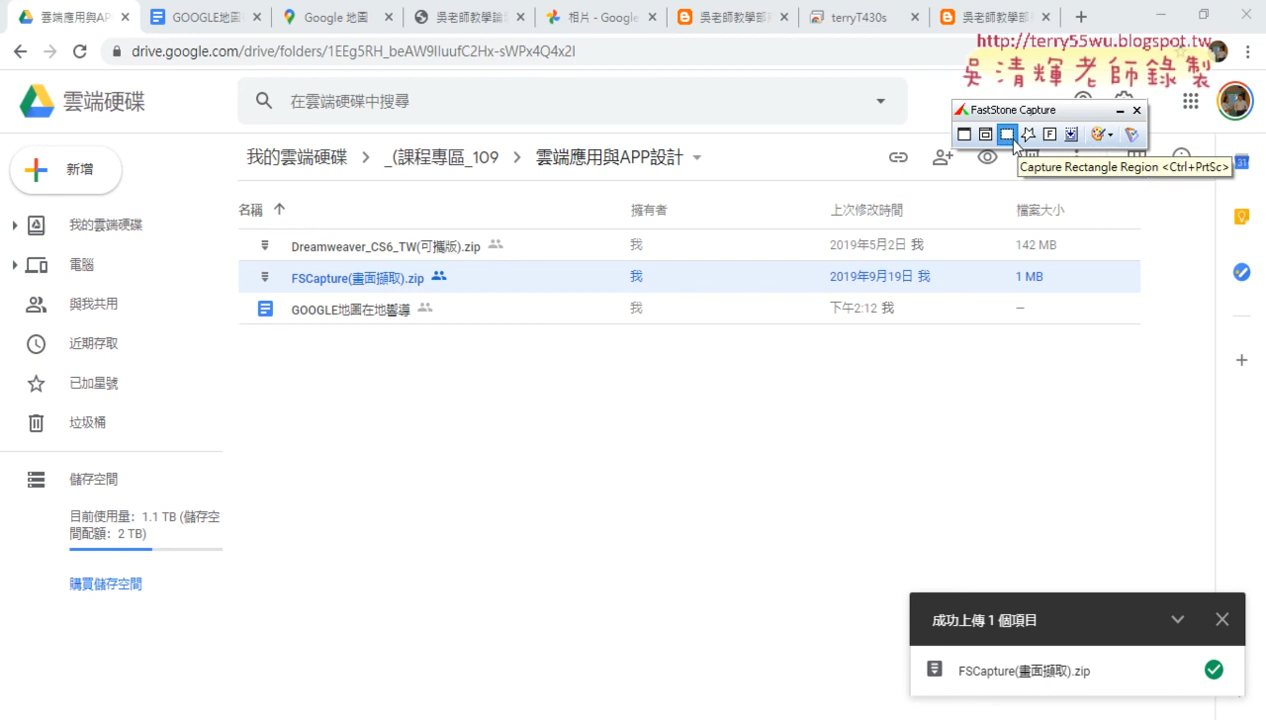 雲端應用與AP
GOOGLE地圖
Google 地圖
吳老師教學論
相片 - Google
吳老師教學部
terryT430s
吳老師教學部
drive.google.com/drive/folders/1EEg5RH_beAW9IIuufC2Hx-sWPx4Q4x2I
http://terry55wu.blogspot.tw
吳清輝老師錄製
雲端硬碟
在雲端硬碟中搜尋
FastStone Capture
F
Capture Rectangle Region <Ctrl+PrtSc>
新增
我的雲端硬碟
_(課程專區_109
雲端應用與APP設計
31
名稱
擁有者
上次修改時間
檔案大小
Dreamweaver_CS6_TW(可攜版).zip
我
2019年5月2日 我
142 MB
FSCapture(畫面擷取).zip
我
2019年9月19日 我
1 MB
GOOGLE地圖在地嚮導
我
下午2:12 我
–
我的雲端硬碟
電腦
與我共用
近期存取
已加星號
垃圾桶
儲存空間
目前使用量：1.1 TB (儲存空
間配額：2 TB)
購買儲存空間
成功上傳 1 個項目
FSCapture(畫面擷取).zip